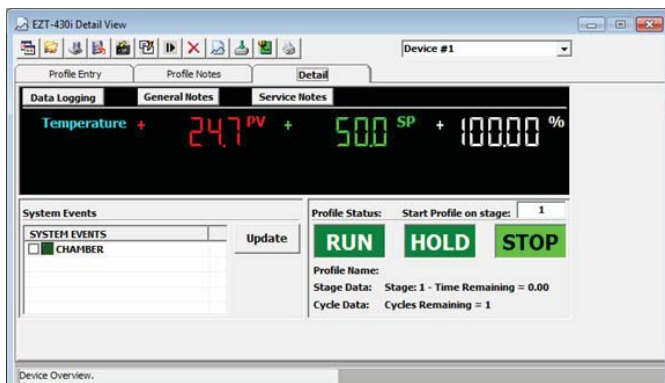 EZT-430i Detail View
Device #1
Profile Entry Profile Notes Detail
Data Logging General Notes Service Notes
Temperature + 24.7 PV + 50.0 SP + 100.00 %
System Events
SYSTEM EVENTS
CHAMBER
Update
Profile Status: Start Profile on stage: 1
RUN HOLD STOP
Profile Name:
Stage Data: Stage: 1 - Time Remaining = 0.00
Cycle Data: Cycles Remaining = 1
Device Overview.